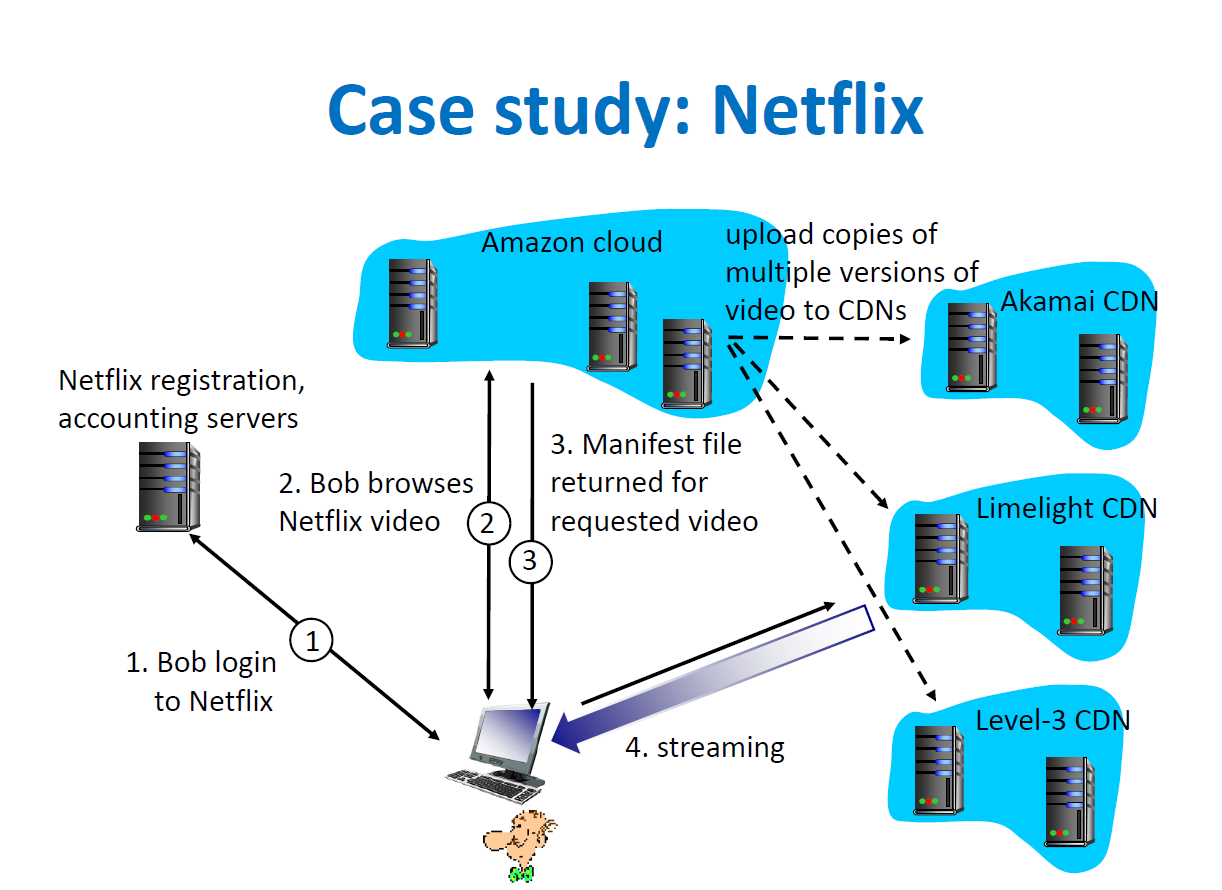 Case study: Netflix
Amazon cloud
upload copies of
multiple versions of
video to CDNs
Akamai CDN
Netflix registration,
accounting servers
2. Bob browses
Netflix video
2
3. Manifest file
returned for
requested video
3
Limelight CDN
1
1. Bob login
to Netflix
4. streaming
Level-3 CDN